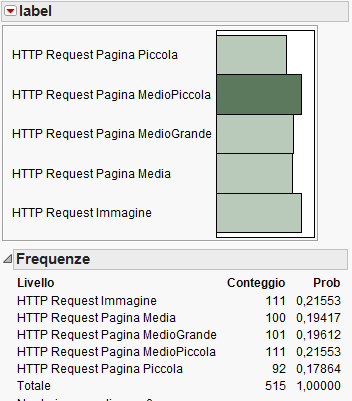 label
HTTP Request Pagina Piccola
HTTP Request Pagina MedioPiccola
HTTP Request Pagina MedioGrande
HTTP Request Pagina Media
HTTP Request Immagine
Frequenze
Livello Conteggio Prob
HTTP Request Immagine 111 0,21553
HTTP Request Pagina Media 100 0,19417
HTTP Request Pagina MedioGrande 101 0,19612
HTTP Request Pagina MedioPiccola 111 0,21553
HTTP Request Pagina Piccola 92 0,17864
Totale 515 1,00000